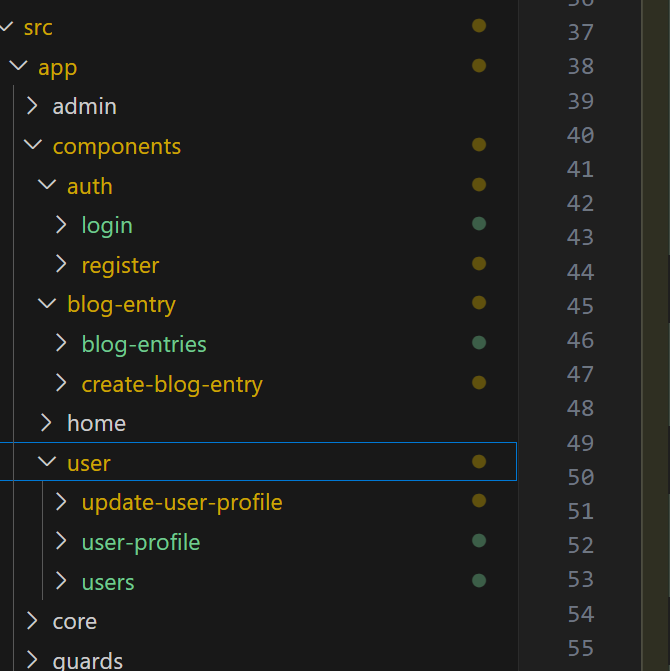 src
app
admin
components
auth
login
register
blog-entry
blog-entries
create-blog-entry
home
user
update-user-profile
user-profile
users
core
guards
37
38
39
40
41
42
43
44
45
46
47
48
49
50
51
52
53
54
55